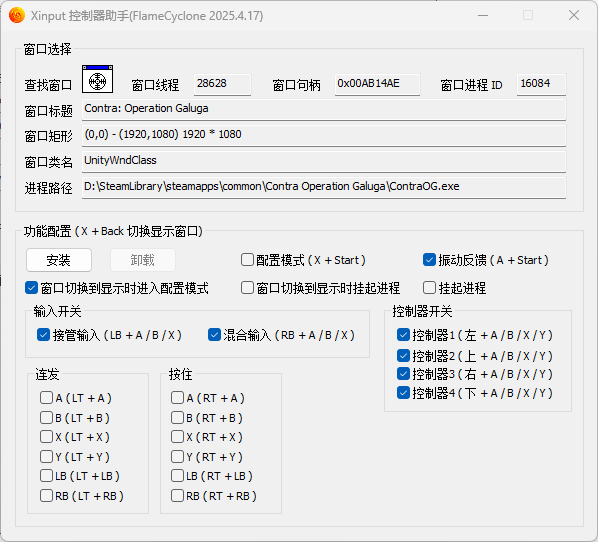 Xinput 控制器助手(FlameCyclone 2025.4.17)
窗口选择
查找窗口 窗口线程 28628 窗口句柄 0x00AB14AE 窗口进程 ID 16084
窗口标题 Contra: Operation Galuga
窗口矩形 (0,0) - (1920,1080) 1920 * 1080
窗口类名 UnityWndClass
进程路径 D:\SteamLibrary\steamapps\common\Contra Operation Galuga\ContraOG.exe
功能配置 (X + Back 切换显示窗口)
安装 卸载 配置模式 (X + Start) 振动反馈 (A + Start)
窗口切换到显示时进入配置模式 窗口切换到显示时挂起进程 挂起进程
输入开关
接管输入 (LB + A / B / X) 混合输入 (RB + A / B / X)
控制器开关
控制器1 (左 + A / B / X / Y)
控制器2 (上 + A / B / X / Y)
控制器3 (右 + A / B / X / Y)
控制器4 (下 + A / B / X / Y)
连发
A (LT + A)
B (LT + B)
X (LT + X)
Y (LT + Y)
LB (LT + LB)
RB (LT + RB)
按住
A (RT + A)
B (RT + B)
X (RT + X)
Y (RT + Y)
LB (RT + LB)
RB (RT + RB)